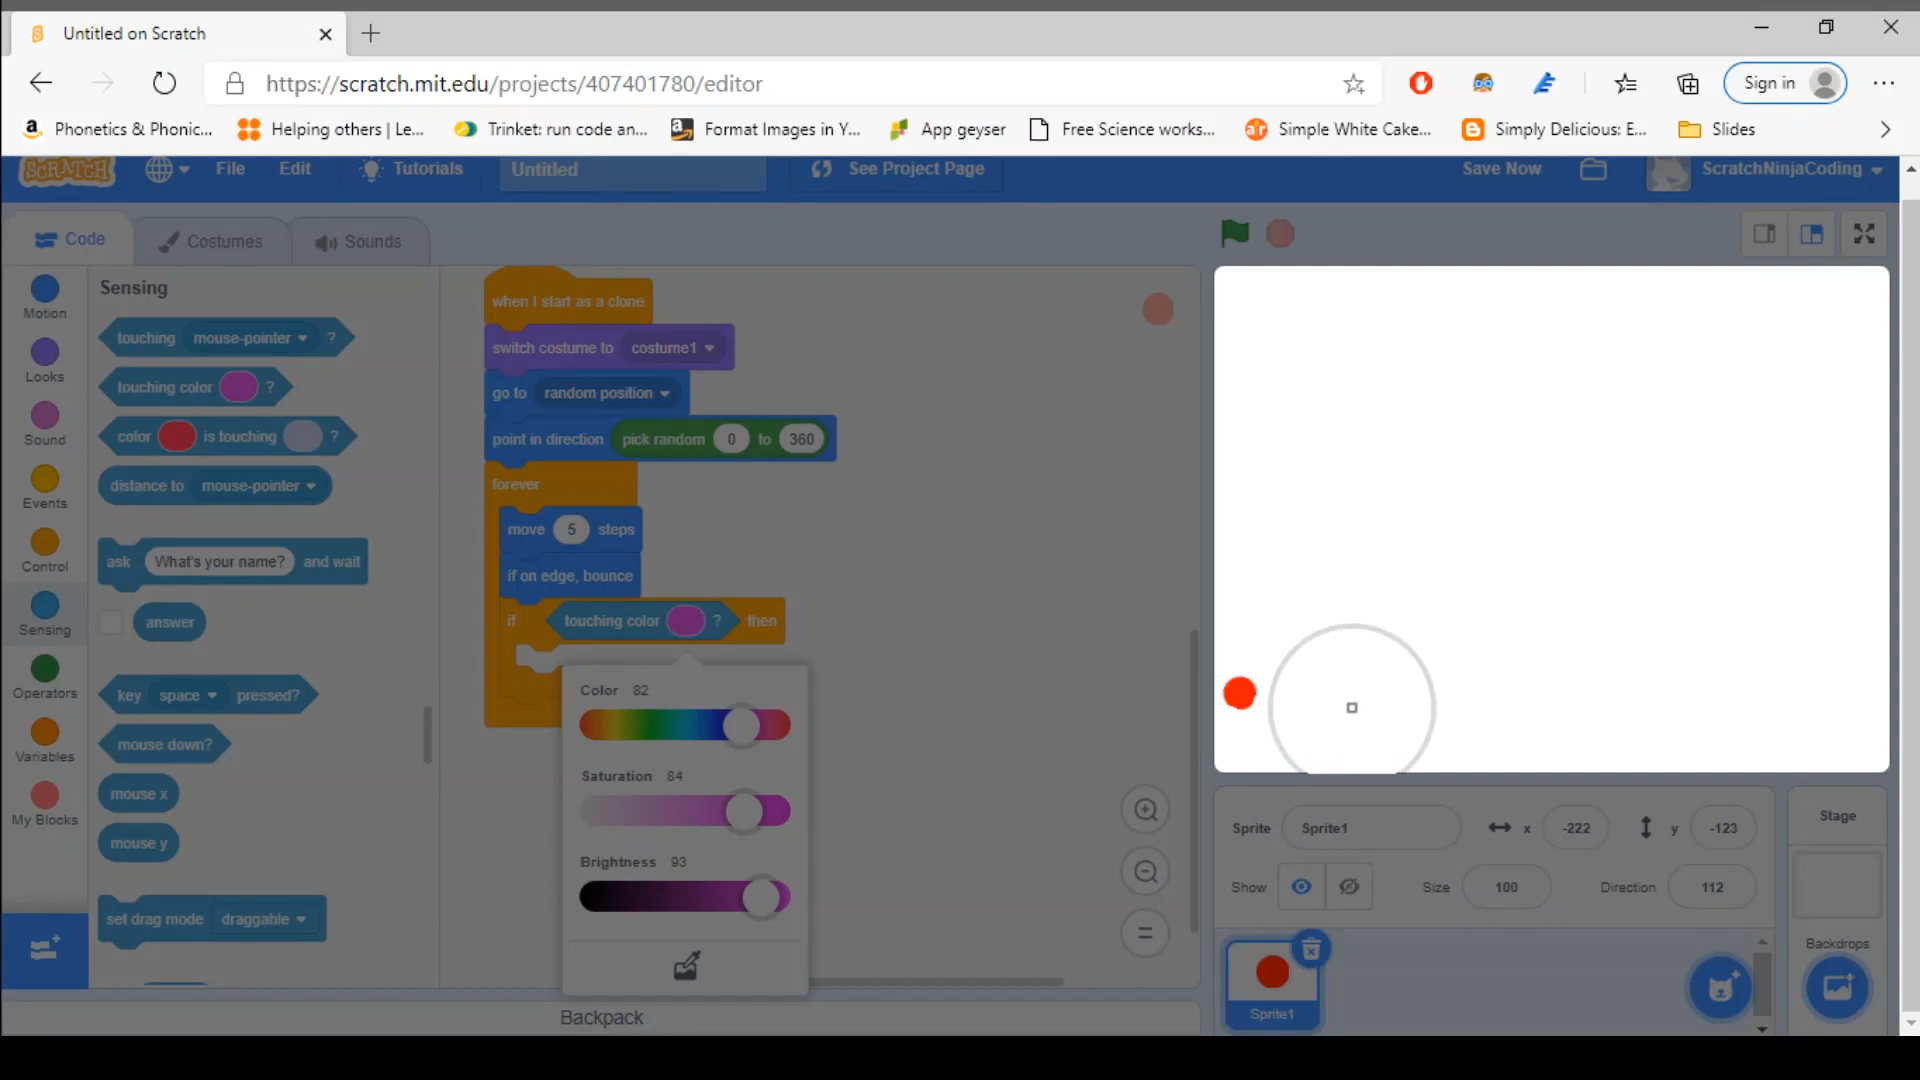 Untitled on Scratch
https://scratch.mit.edu/projects/407401780/editor
Sign in
Phonetics & Phonic... Helping others | Le... Trinket: run code an... Format Images in Y... App geyser Free Science works... Simple White Cake... Simply Delicious: E... Slides
SCRATCH File Edit Tutorials Untitled See Project Page Save Now ScratchNinjaCoding
Code Costumes Sounds
Motion
Looks
Sound
Events
Control
Sensing
Operators
Variables
My Blocks
Sensing
touching mouse-pointer ?
touching color ?
color is touching ?
distance to mouse-pointer
ask What's your name? and wait
answer
key space pressed?
mouse down?
mouse x
mouse y
set drag mode draggable
when I start as a clone
switch costume to costume1
go to random position
point in direction pick random 0 to 360
forever
move 5 steps
if on edge, bounce
if touching color ? then
Color 82
Saturation 84
Brightness 93
Backpack
Sprite Sprite1 x -222 y -123
Show Size 100 Direction 112
Sprite1
Stage
Backdrops